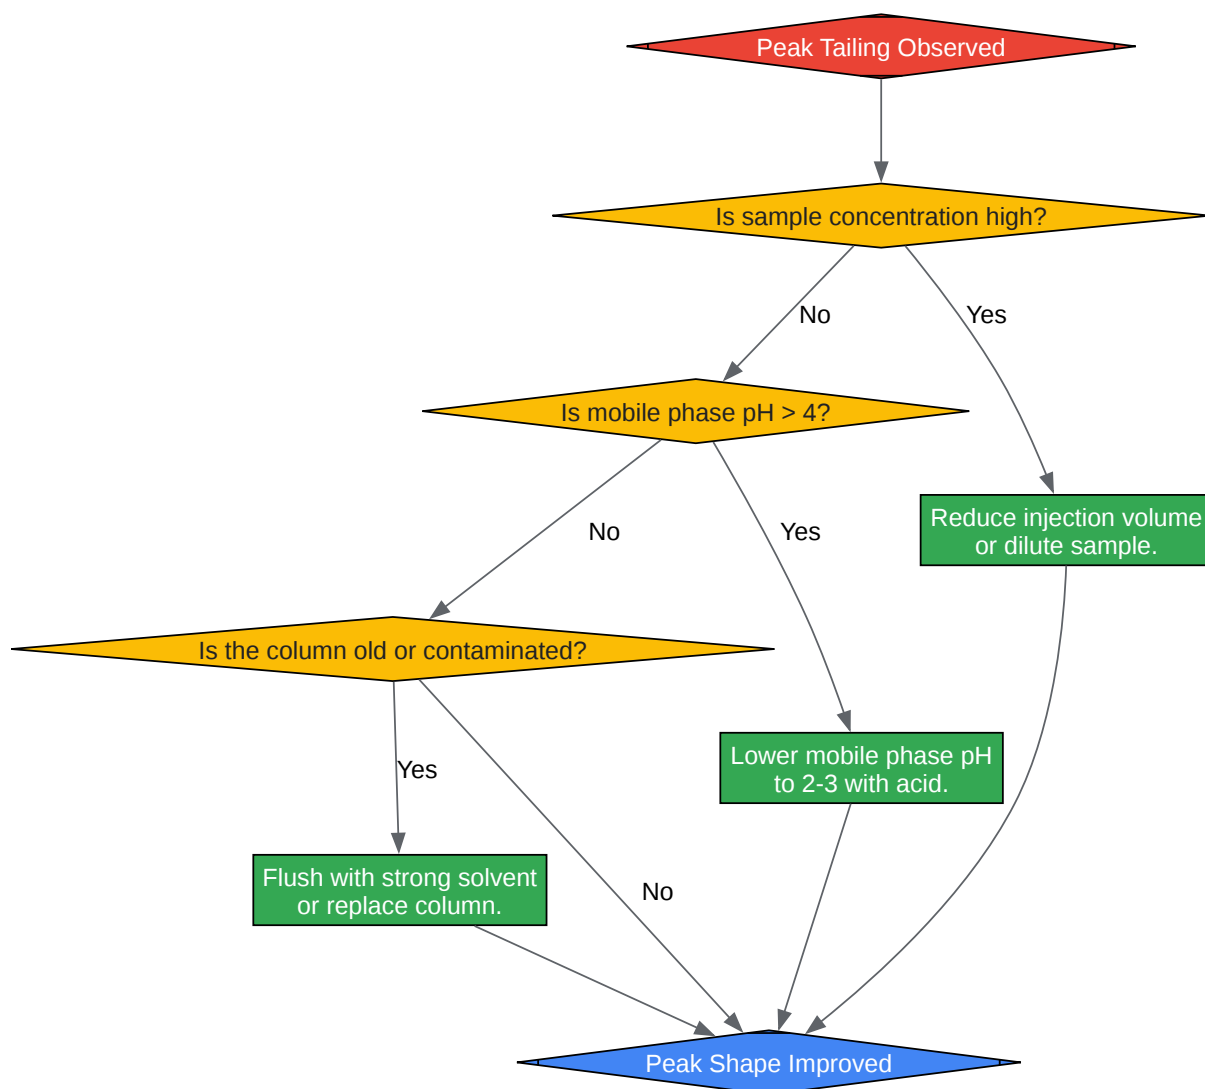 Peak Tailing Observed
Is sample concentration high?
No
Yes
Is mobile phase pH > 4?
No
Yes
Reduce injection volume
or dilute sample.
Is the column old or contaminated?
Yes
No
Lower mobile phase pH
to 2-3 with acid.
Flush with strong solvent
or replace column.
Peak Shape Improved